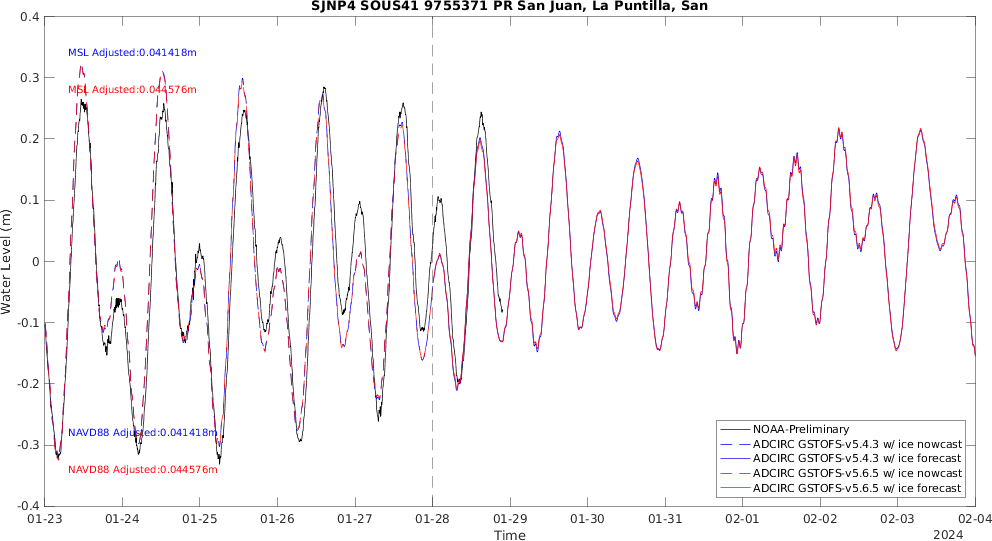 SJNP4 SOUS41 9755371 PR San Juan, La Puntilla, San
0.4
MSL Adjusted:0.041418m
0.3
MSL Adjusted:0.044576m
0.2
0.1
0
Water Level (m)
-0.1
-0.2
NAVD88 Adjusted:0.041418m
-0.3
NAVD88 Adjusted:0.044576m
-0.4
NOAA-Preliminary
ADCIRC GSTOFS-v5.4.3 w/ ice nowcast
ADCIRC GSTOFS-v5.4.3 w/ ice forecast
ADCIRC GSTOFS-v5.6.5 w/ ice nowcast
ADCIRC GSTOFS-v5.6.5 w/ ice forecast
01-23 01-24 01-25 01-26 01-27 01-28 01-29 01-30 01-31 02-01 02-02 02-03 02-04
Time
2024